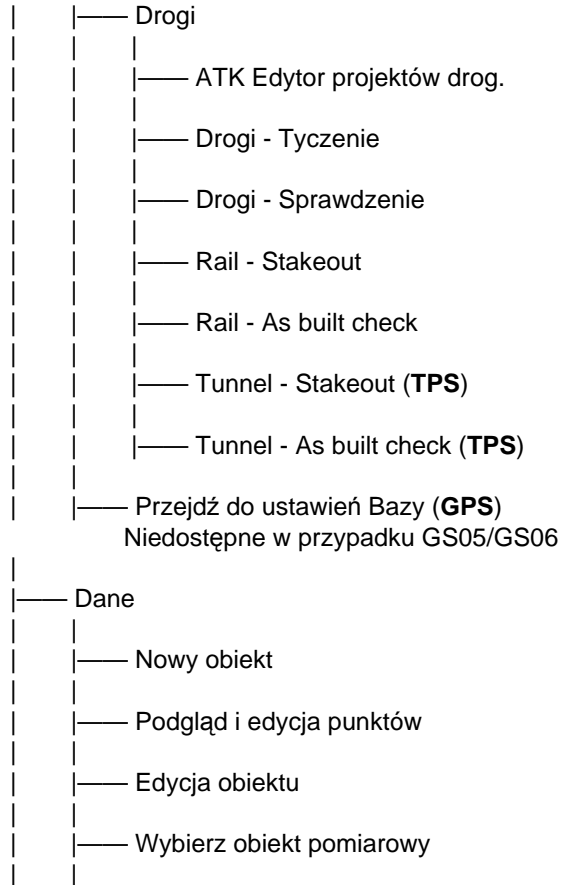 Drogi
ATK Edytor projektów drog.
Drogi - Tyczenie
Drogi - Sprawdzenie
Rail - Stakeout
Rail - As built check
Tunnel - Stakeout (TPS)
Tunnel - As built check (TPS)
Przejdź do ustawień Bazy (GPS)
Niedostępne w przypadku GS05/GS06
Dane
Nowy obiekt
Podgląd i edycja punktów
Edycja obiektu
Wybierz obiekt pomiarowy